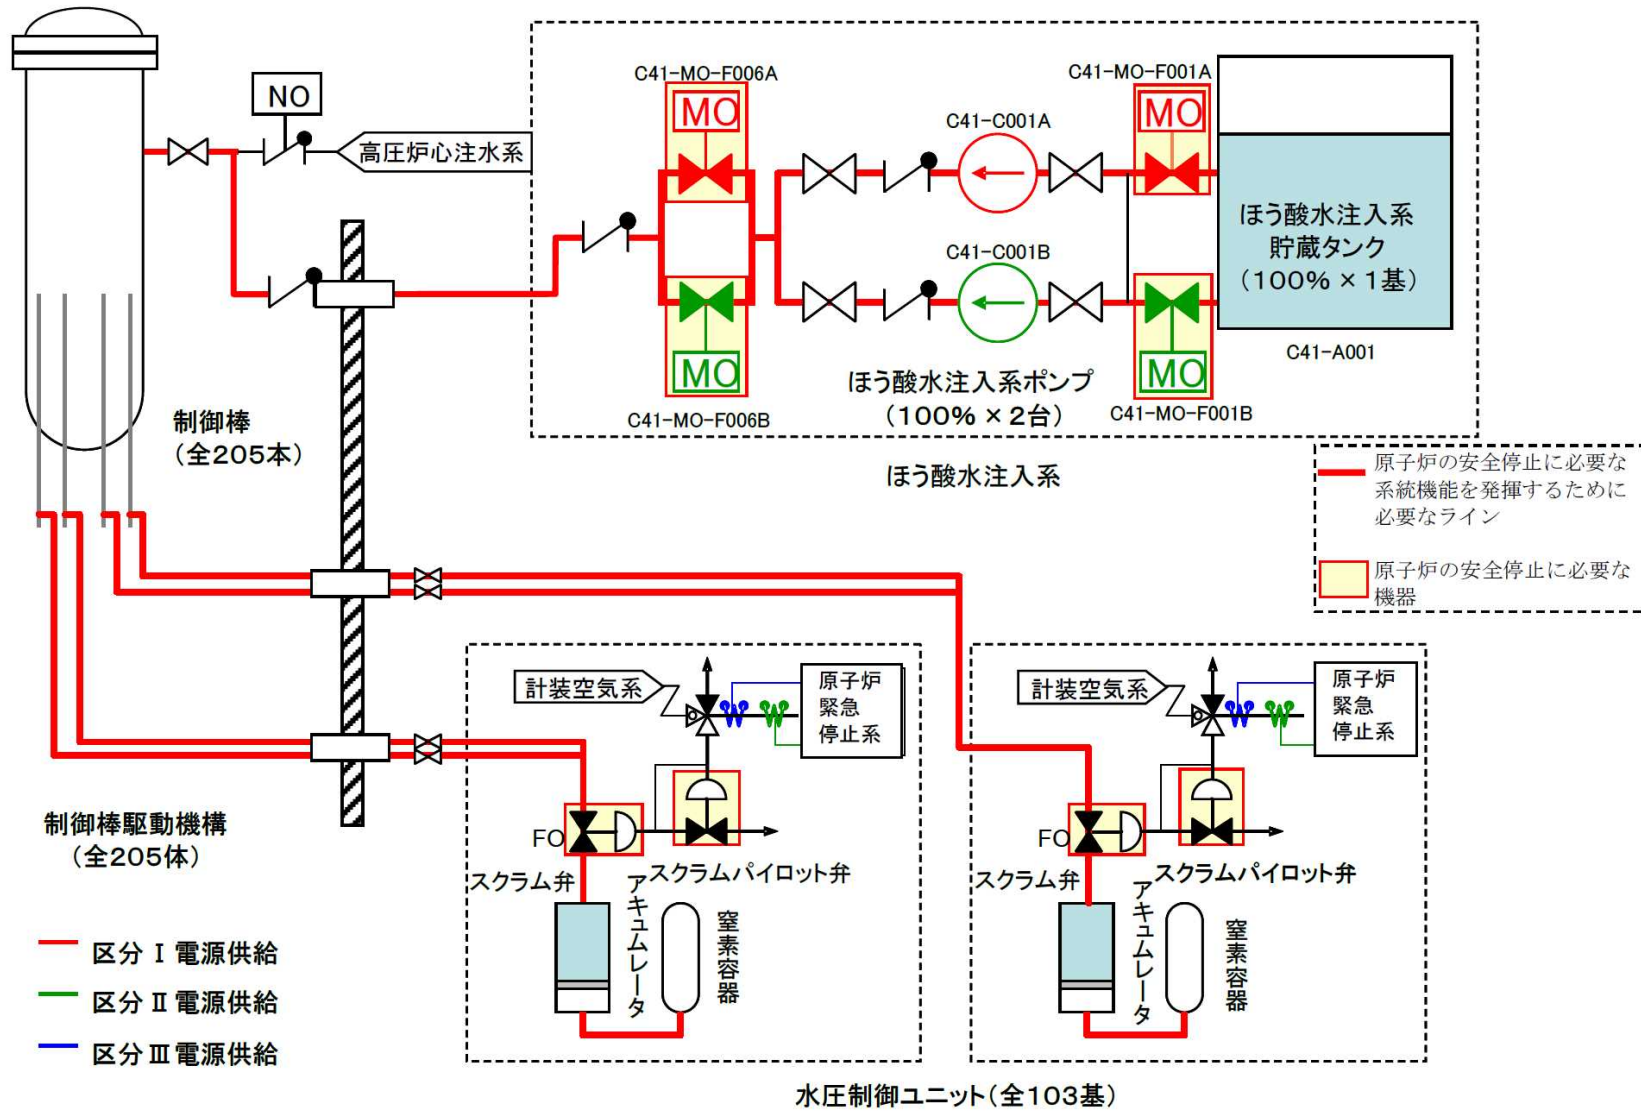 NO
高圧炉心注水系
C41-MO-F006A
MO
C41-C001A
C41-MO-F001A
MO
ほう酸水注入系
貯蔵タンク
(100%×1基)
C41-A001
C41-C001B
MO
C41-MO-F006B
MO
C41-MO-F001B
ほう酸水注入系ポンプ
(100%×2台)
ほう酸水注入系
制御棒
(全205本)
原子炉の安全停止に必要な
系統機能を発揮するために
必要なライン
原子炉の安全停止に必要な
機器
計装空気系
原子炉
緊急
停止系
FO
スクラム弁
スクラムパイロット弁
アキュムレータ
窒素容器
計装空気系
原子炉
緊急
停止系
FO
スクラム弁
スクラムパイロット弁
アキュムレータ
窒素容器
制御棒駆動機構
(全205体)
区分Ⅰ電源供給
区分Ⅱ電源供給
区分Ⅲ電源供給
水圧制御ユニット(全103基)